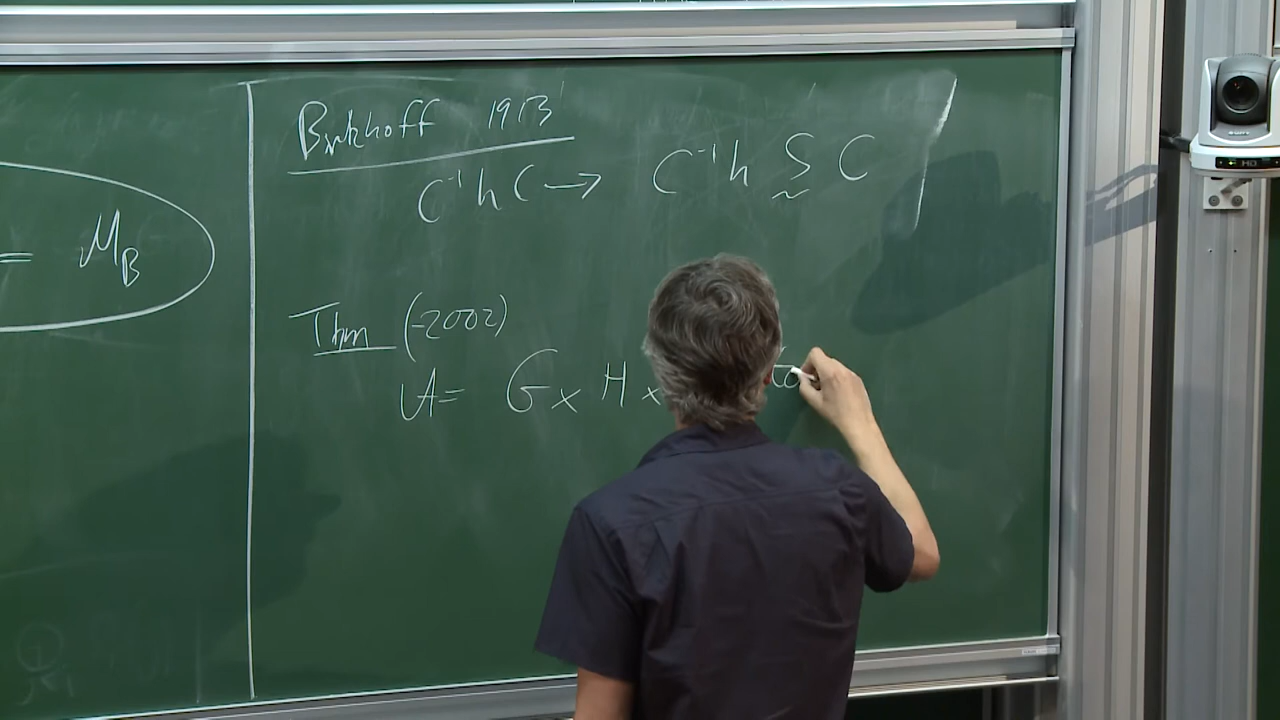 = M_B
Birkhoff 1913'
C⁻¹hC → C⁻¹h S̰ C
Thm (-2002)
𝒜 = G × H ×